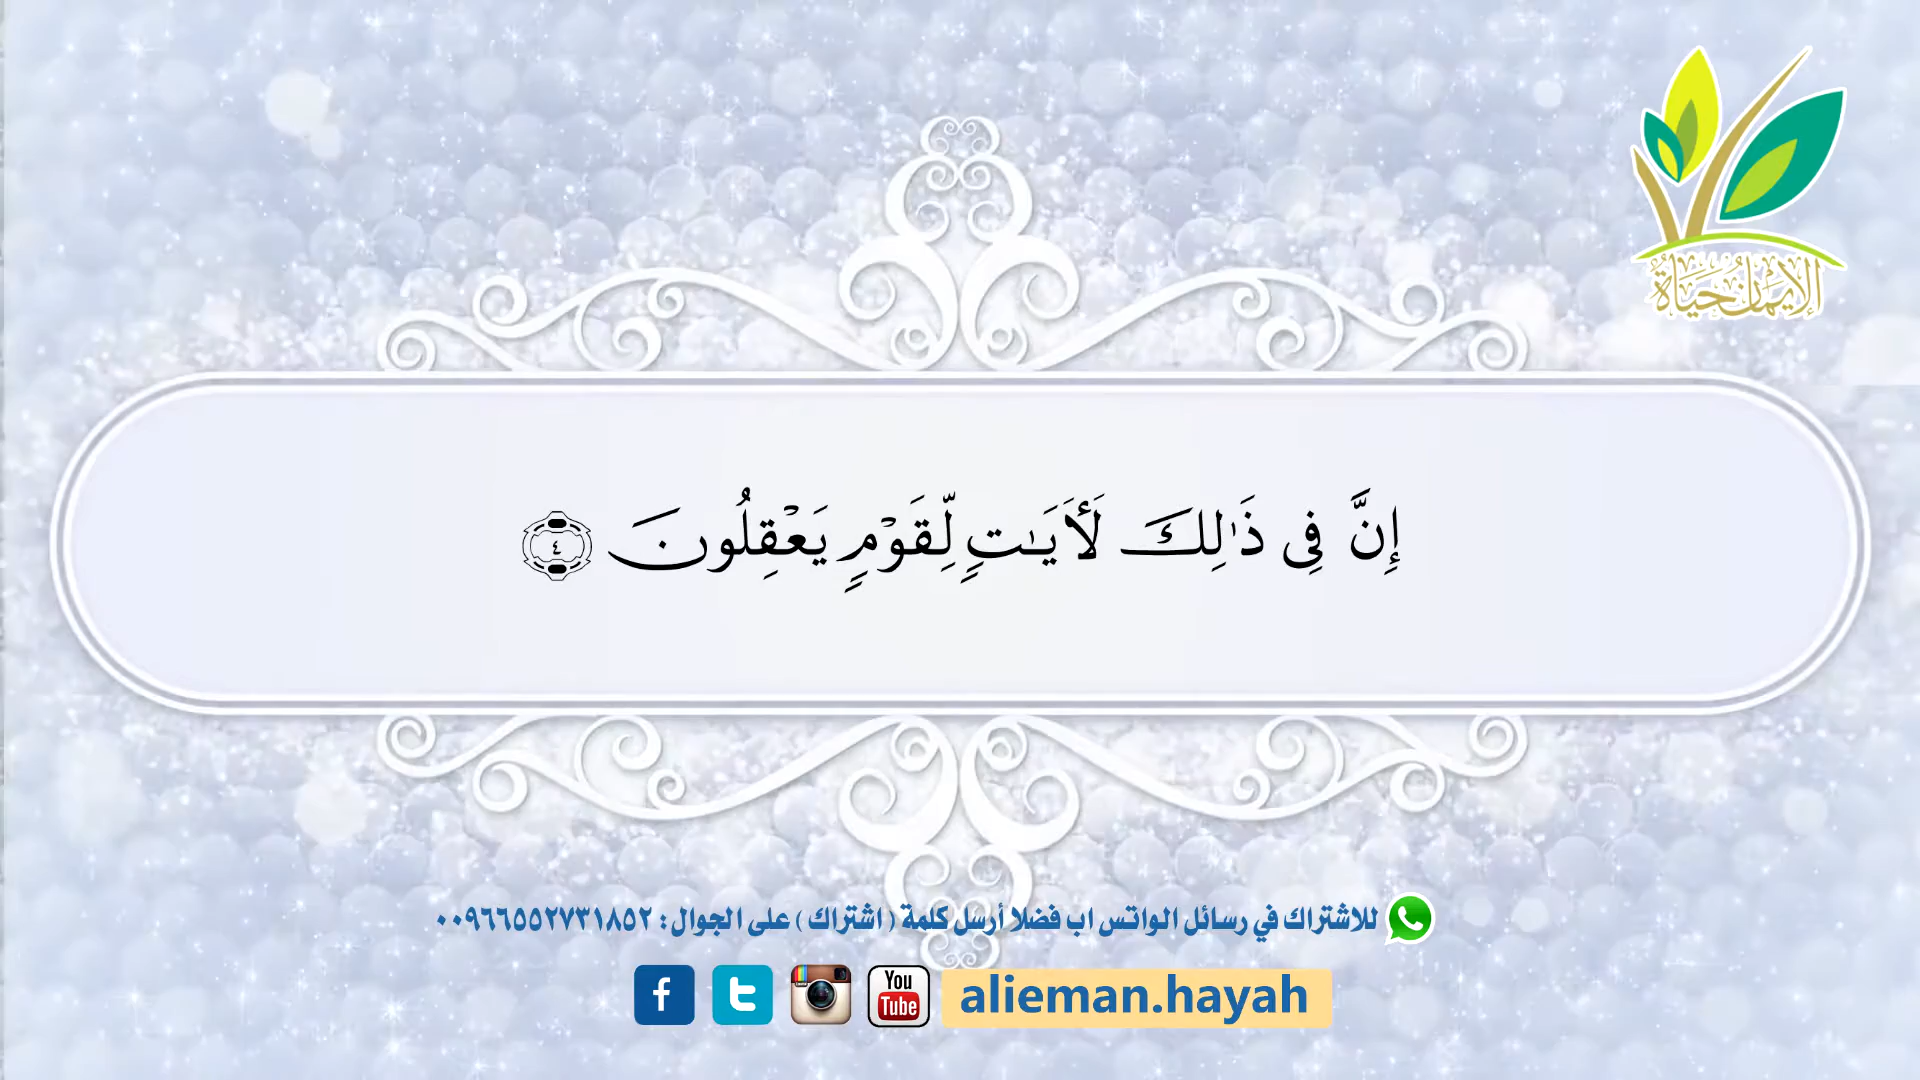 الإيمان حياة
إِنَّ فِى ذَٰلِكَ لَـَٔايَـٰتٍ لِّقَوْمٍ يَعْقِلُونَ ٤
للاشتراك في رسائل الواتس اب فضلا أرسل كلمة ( اشتراك ) على الجوال : ٠٠٩٦٦٥٥٢٧٣١٨٥٢
You Tube alieman.hayah